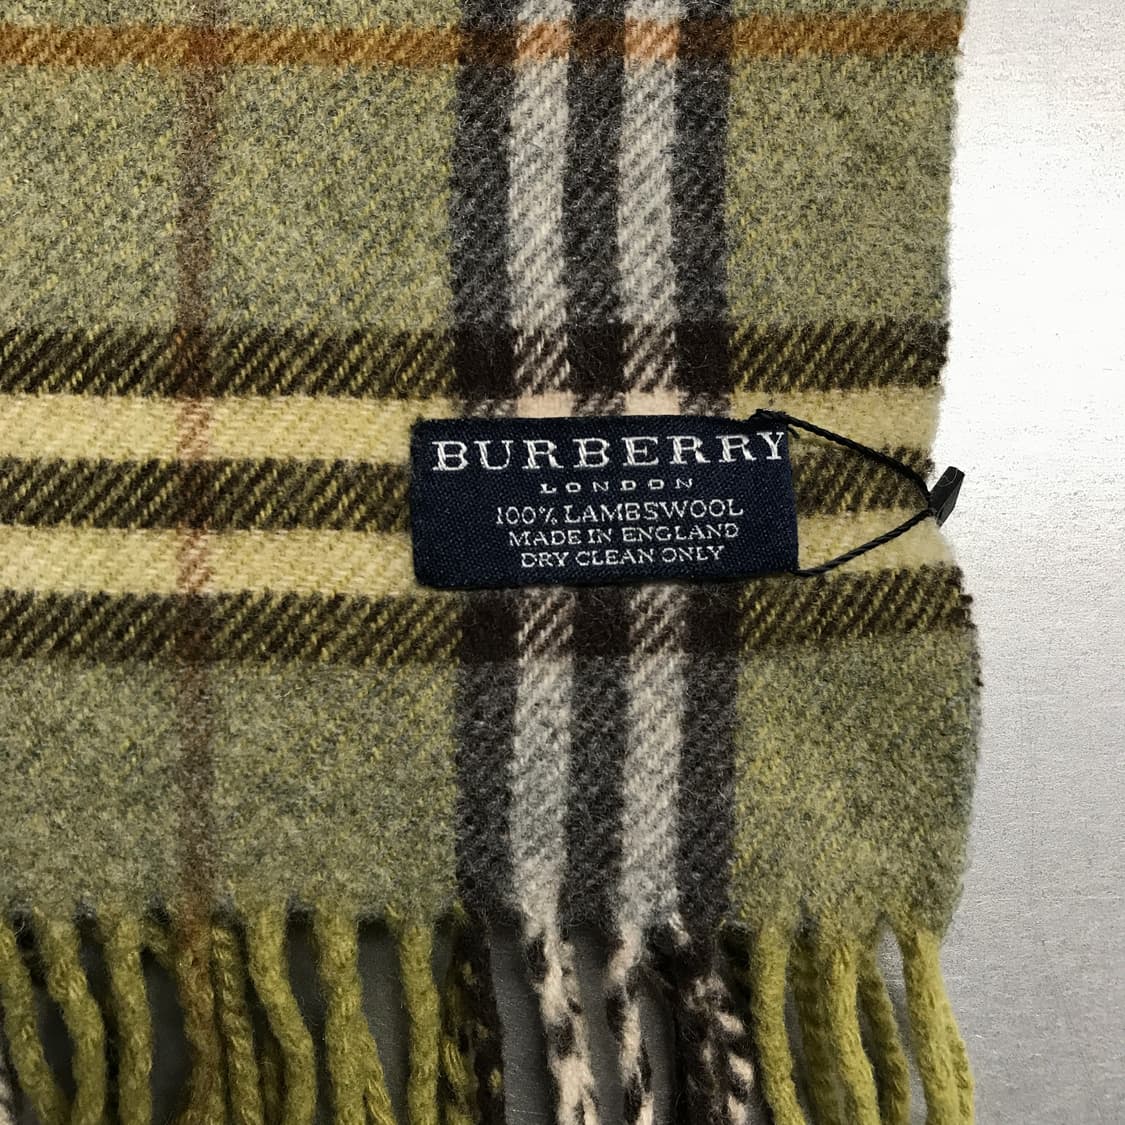 BURBERRY
LONDON
100% LAMBSWOOL
MADE IN ENGLAND
DRY CLEAN ONLY